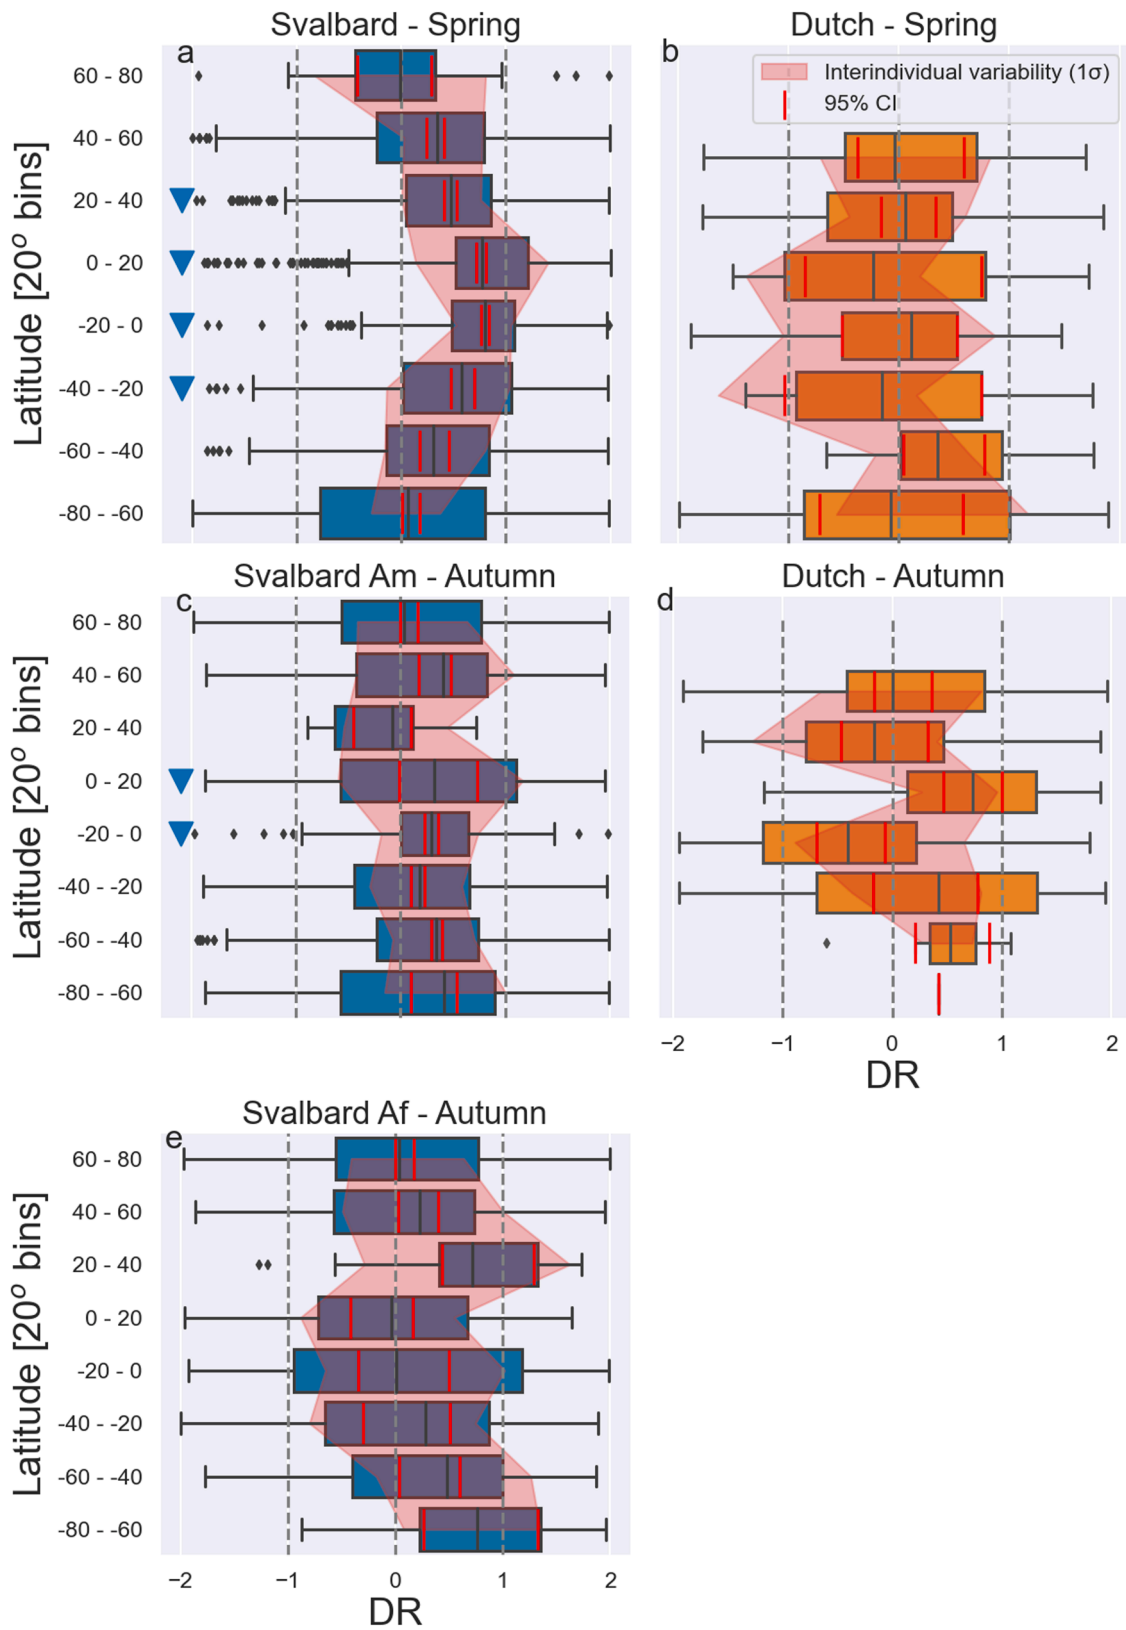 Svalbard - Spring
Dutch - Spring
a
b
Interindividual variability (1σ)
95% CI
Latitude [20° bins]
60 - 80
40 - 60
20 - 40
0 - 20
-20 - 0
-40 - -20
-60 - -40
-80 - -60
Svalbard Am - Autumn
Dutch - Autumn
c
d
Latitude [20° bins]
60 - 80
40 - 60
20 - 40
0 - 20
-20 - 0
-40 - -20
-60 - -40
-80 - -60
−2 −1 0 1 2
DR
Svalbard Af - Autumn
e
Latitude [20° bins]
60 - 80
40 - 60
20 - 40
0 - 20
-20 - 0
-40 - -20
-60 - -40
-80 - -60
−2 −1 0 1 2
DR